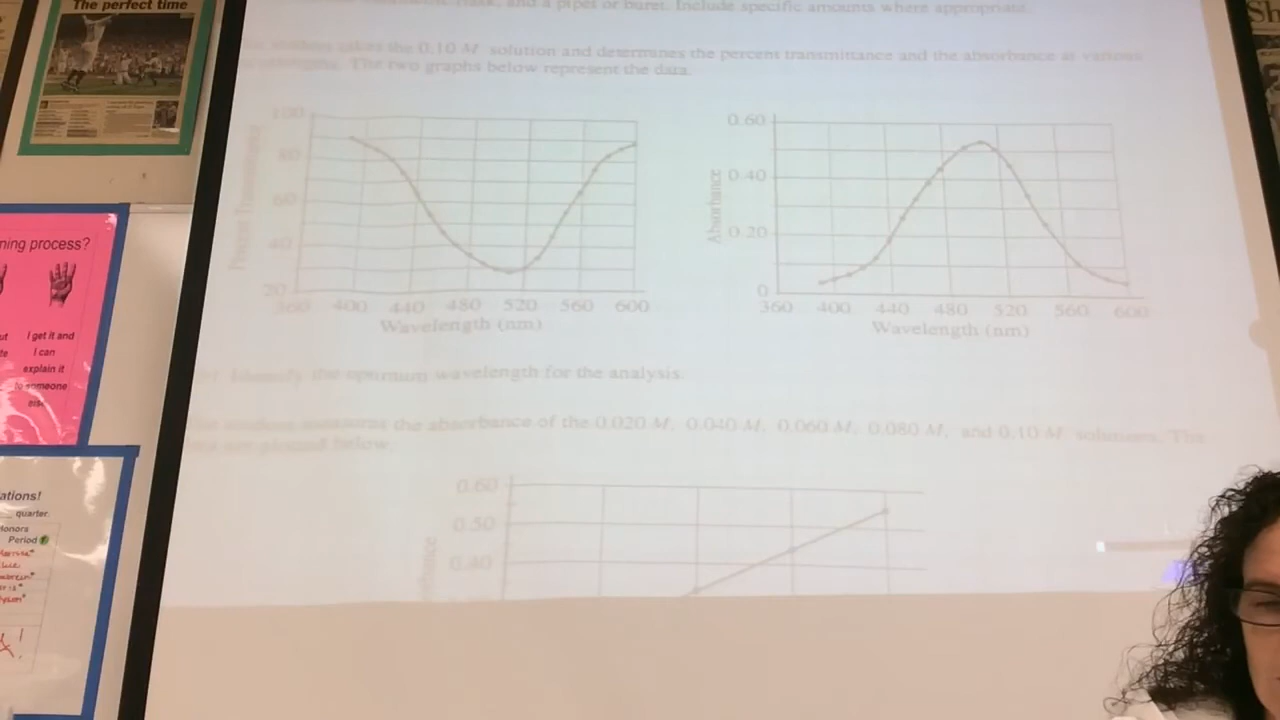 The perfect time
and a pipet or buret. Include specific amounts where appropriate.
student takes the 0.10 M solution and determines the percent transmittance and the absorbance at various
The two graphs below represent the data.
100
80
60
40
20
Percent Transmittance
360 400 440 480 520 560 600
Wavelength (nm)
0.60
0.40
0.20
0
Absorbance
360 400 440 480 520 560 600
Wavelength (nm)
Identify the optimum wavelength for the analysis.
student measures the absorbance of the 0.020 M, 0.040 M, 0.060 M, 0.080 M, and 0.10 M solutions. The
are plotted below.
0.60
0.50
0.40
ning process?
I get it and
I can
explain it
to someone
else
ations!
quarter.
Honors
Period
Sh